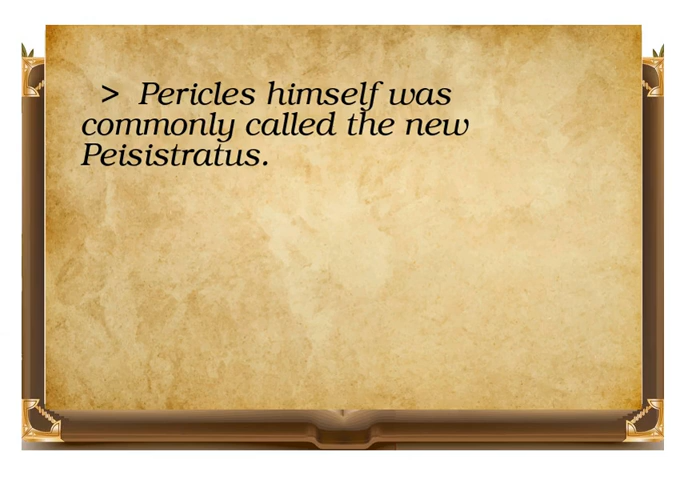 > Pericles himself was
commonly called the new
Peisistratus.